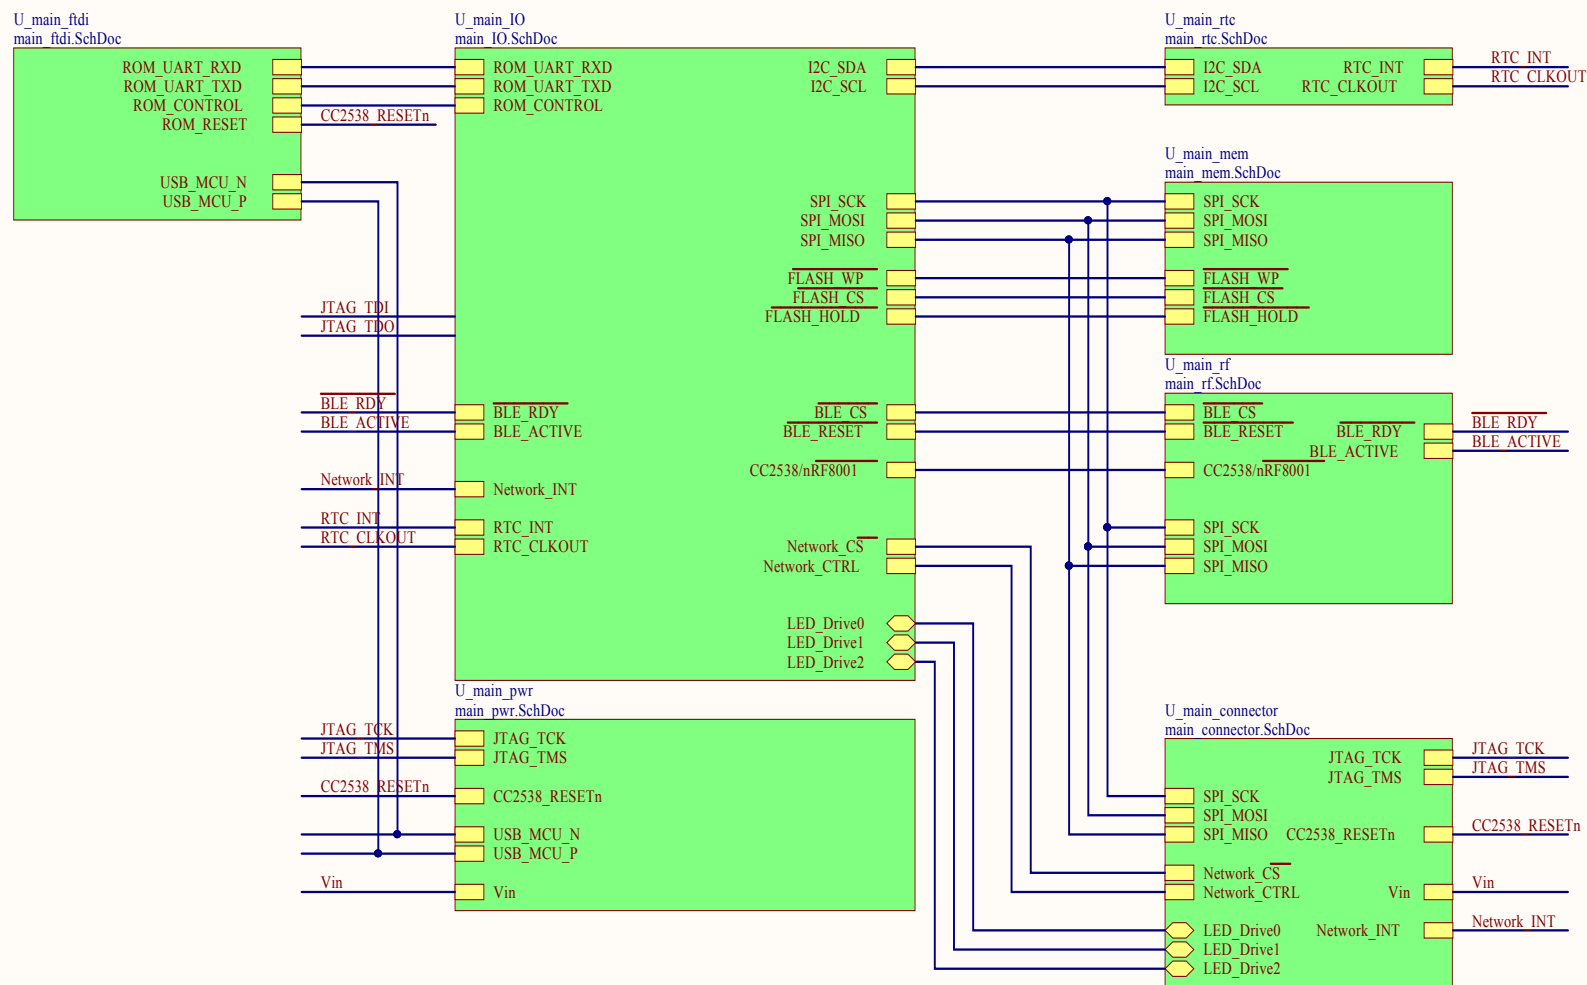 U_main_ftdi
main_ftdi.SchDoc
ROM_UART_RXD
ROM_UART_TXD
ROM_CONTROL
ROM_RESET
CC2538_RESETn
USB_MCU_N
USB_MCU_P
JTAG_TDI
JTAG_TDO
BLE_RDY
BLE_ACTIVE
Network_INT
RTC_INT
RTC_CLKOUT
U_main_IO
main_IO.SchDoc
ROM_UART_RXD
ROM_UART_TXD
ROM_CONTROL
BLE_RDY
BLE_ACTIVE
Network_INT
RTC_INT
RTC_CLKOUT
I2C_SDA
I2C_SCL
SPI_SCK
SPI_MOSI
SPI_MISO
FLASH_WP
FLASH_CS
FLASH_HOLD
BLE_CS
BLE_RESET
CC2538/nRF8001
Network_CS
Network_CTRL
LED_Drive0
LED_Drive1
LED_Drive2
U_main_pwr
main_pwr.SchDoc
JTAG_TCK
JTAG_TMS
CC2538_RESETn
Vin
JTAG_TCK
JTAG_TMS
CC2538_RESETn
USB_MCU_N
USB_MCU_P
Vin
U_main_rtc
main_rtc.SchDoc
I2C_SDA
I2C_SCL
RTC_INT
RTC_CLKOUT
RTC_INT
RTC_CLKOUT
U_main_mem
main_mem.SchDoc
SPI_SCK
SPI_MOSI
SPI_MISO
FLASH_WP
FLASH_CS
FLASH_HOLD
U_main_rf
main_rf.SchDoc
BLE_CS
BLE_RESET
CC2538/nRF8001
SPI_SCK
SPI_MOSI
SPI_MISO
BLE_RDY
BLE_ACTIVE
BLE_RDY
BLE_ACTIVE
U_main_connector
main_connector.SchDoc
SPI_SCK
SPI_MOSI
SPI_MISO
Network_CS
Network_CTRL
LED_Drive0
LED_Drive1
LED_Drive2
JTAG_TCK
JTAG_TMS
CC2538_RESETn
Vin
Network_INT
JTAG_TCK
JTAG_TMS
CC2538_RESETn
Vin
Network_INT